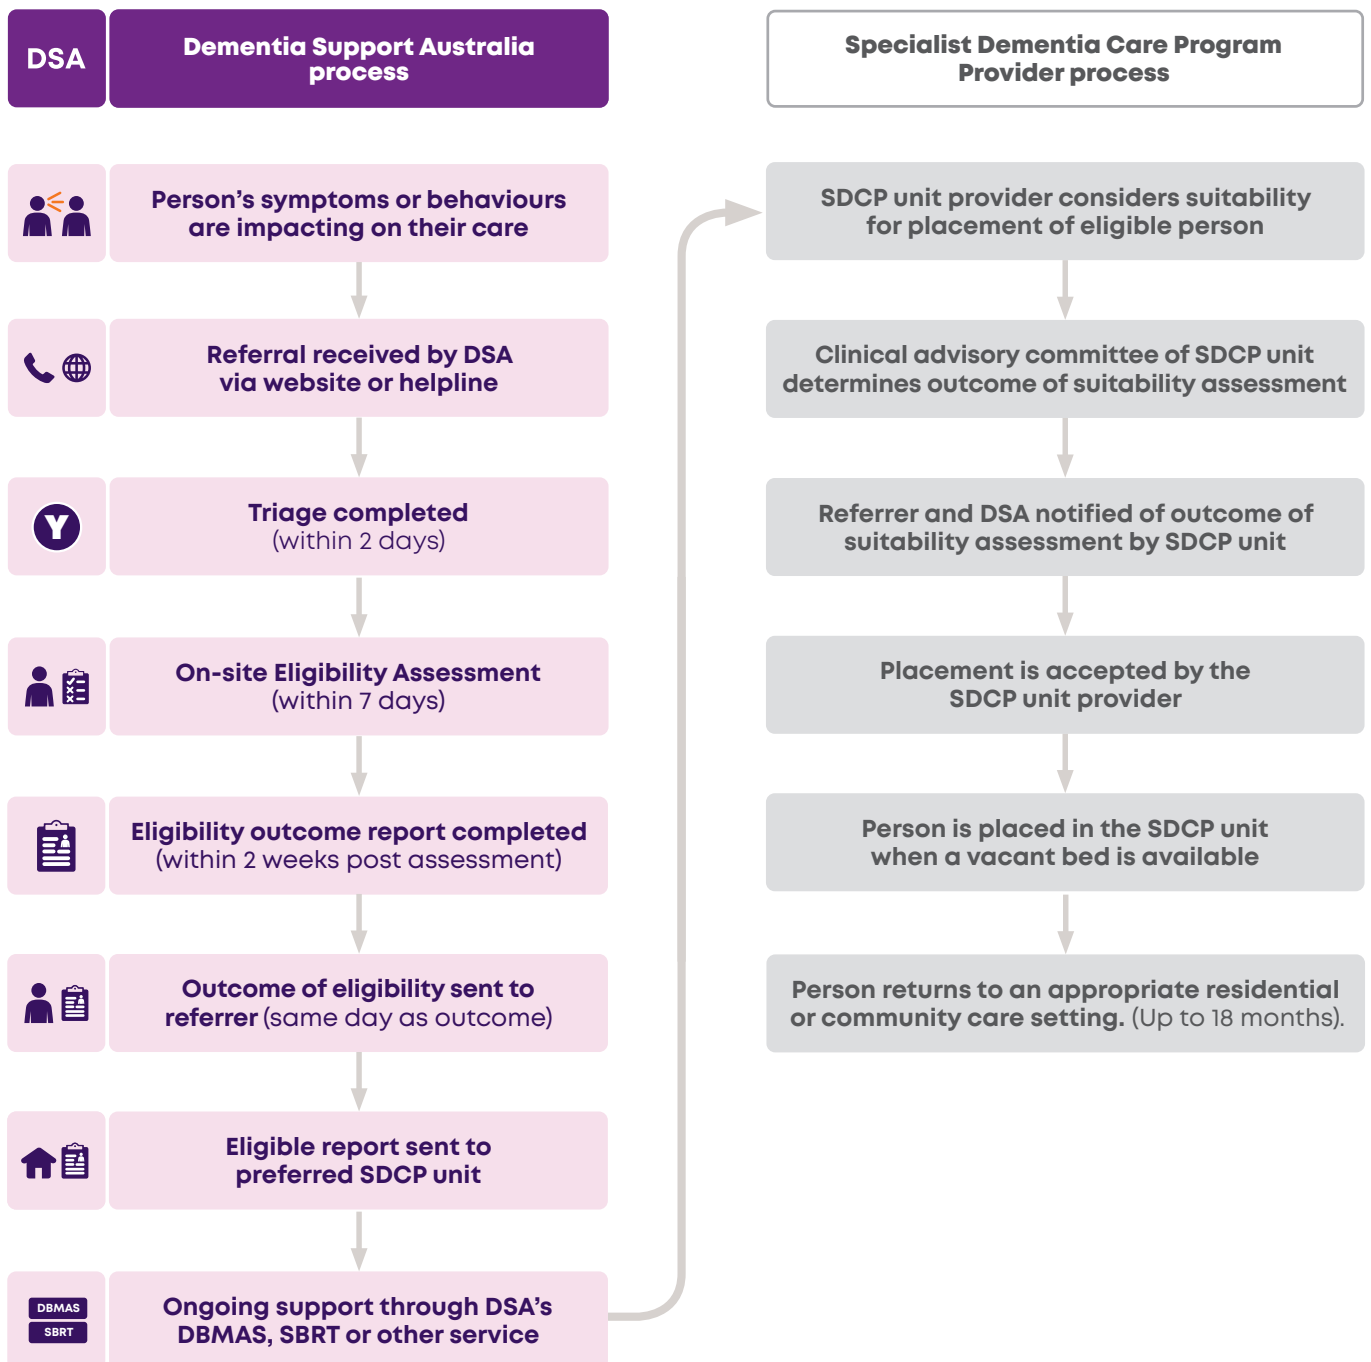 DSA
Dementia Support Australia
process
Person's symptoms or behaviours
are impacting on their care
Referral received by DSA
via website or helpline
Y
Triage completed
(within 2 days)
On-site Eligibility Assessment
(within 7 days)
Eligibility outcome report completed
(within 2 weeks post assessment)
Outcome of eligibility sent to
referrer (same day as outcome)
Eligible report sent to
preferred SDCP unit
DBMAS
SBRT
Ongoing support through DSA's
DBMAS, SBRT or other service
Specialist Dementia Care Program
Provider process
SDCP unit provider considers suitability
for placement of eligible person
Clinical advisory committee of SDCP unit
determines outcome of suitability assessment
Referrer and DSA notified of outcome of
suitability assessment by SDCP unit
Placement is accepted by the
SDCP unit provider
Person is placed in the SDCP unit
when a vacant bed is available
Person returns to an appropriate residential
or community care setting. (Up to 18 months).